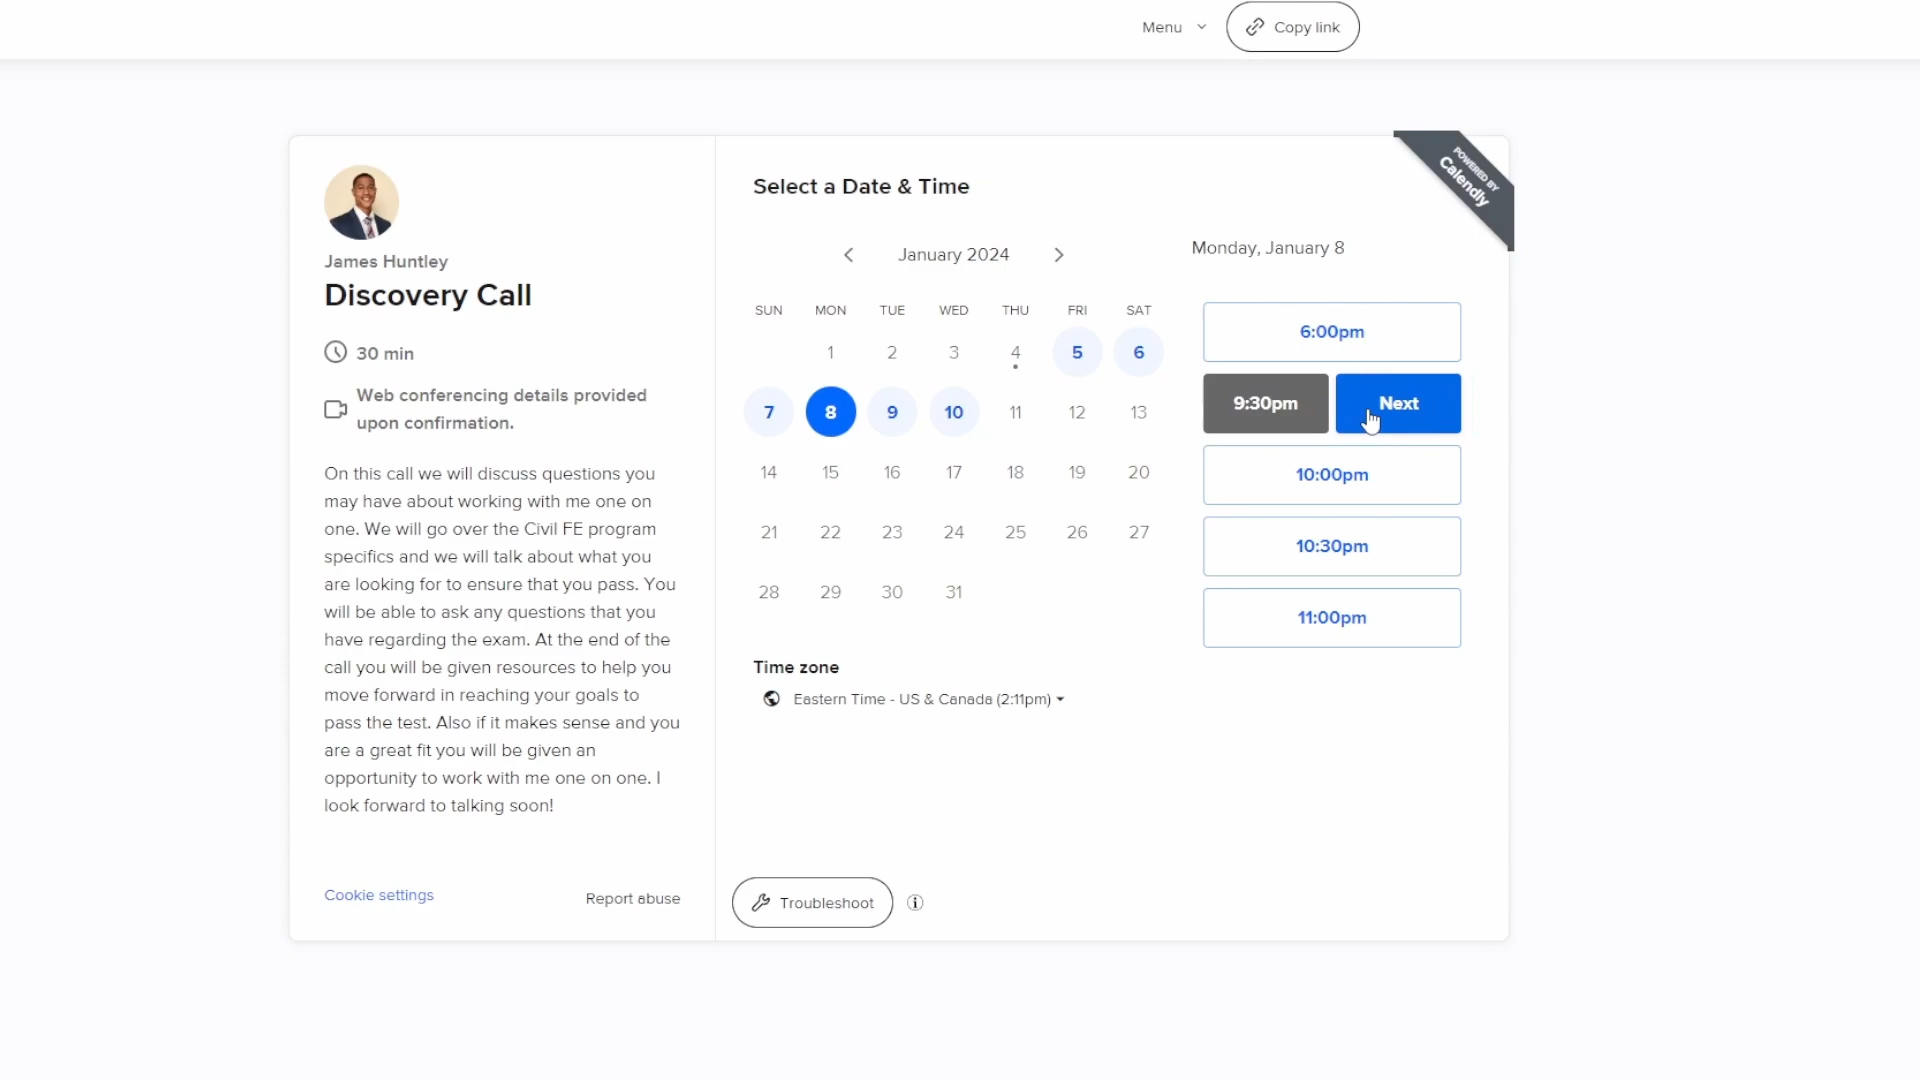 Menu
Copy link
POWERED BY
Calendly
James Huntley
Discovery Call
30 min
Web conferencing details provided
upon confirmation.
On this call we will discuss questions you
may have about working with me one on
one. We will go over the Civil FE program
specifics and we will talk about what you
are looking for to ensure that you pass. You
will be able to ask any questions that you
have regarding the exam. At the end of the
call you will be given resources to help you
move forward in reaching your goals to
pass the test. Also if it makes sense and you
are a great fit you will be given an
opportunity to work with me one on one. I
look forward to talking soon!
Cookie settings
Report abuse
Select a Date & Time
January 2024
SUN MON TUE WED THU FRI SAT
1 2 3 4 5 6
7 8 9 10 11 12 13
14 15 16 17 18 19 20
21 22 23 24 25 26 27
28 29 30 31
Time zone
Eastern Time - US & Canada (2:11pm)
Troubleshoot
Monday, January 8
6:00pm
9:30pm Next
10:00pm
10:30pm
11:00pm